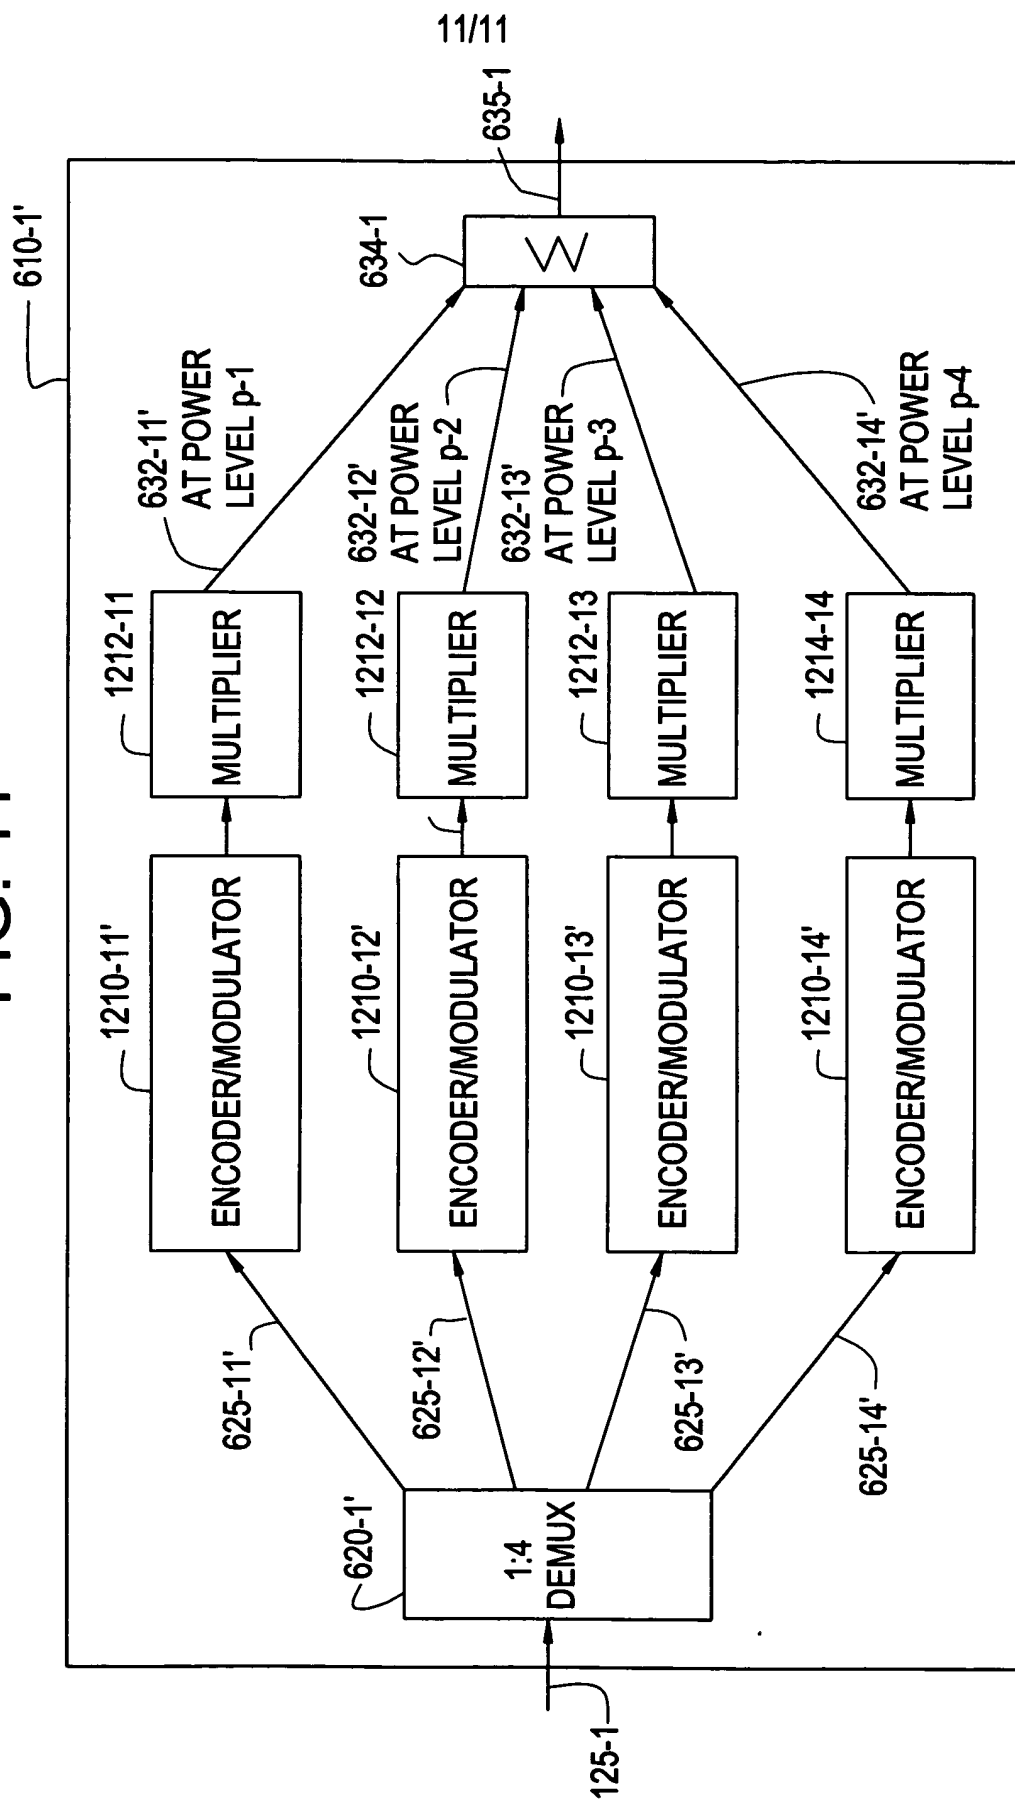 11/11
610-1'
125-1
620-1'
1:4
DEMUX
625-11'
625-12'
625-13'
625-14'
1210-11'
ENCODER/MODULATOR
1210-12'
ENCODER/MODULATOR
1210-13'
ENCODER/MODULATOR
1210-14'
ENCODER/MODULATOR
1212-11
MULTIPLIER
1212-12
MULTIPLIER
1212-13
MULTIPLIER
1214-14
MULTIPLIER
632-11'
AT POWER
LEVEL p-1
632-12'
AT POWER
LEVEL p-2
632-13'
AT POWER
LEVEL p-3
632-14'
AT POWER
LEVEL p-4
634-1
635-1